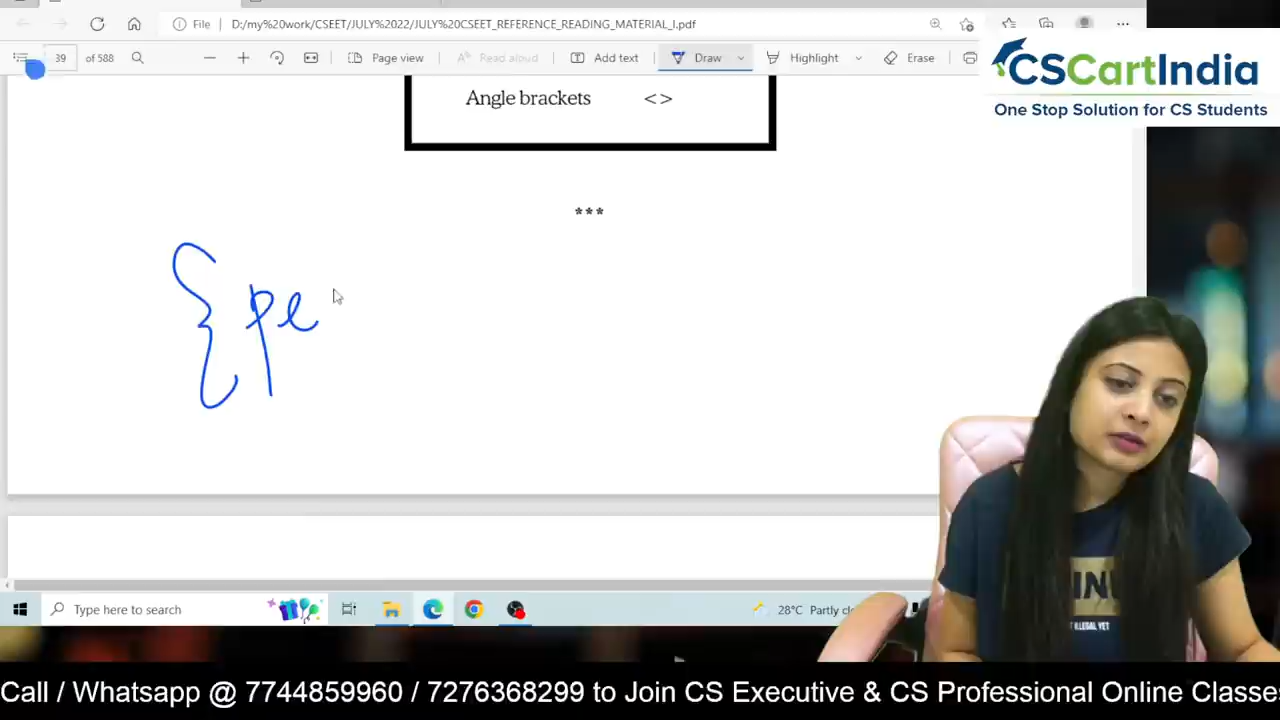 File | D:/my%20work/CSEET/JULY%2022/JULY%20CSEET_REFERENCE_READING_MATERIAL_I.pdf
39 of 588 Page view Read aloud Add text Draw Highlight Erase
CSCartIndia
One Stop Solution for CS Students
Angle brackets < >
***
{ pe
Type here to search
28°C Partly
Call / Whatsapp @ 7744859960 / 7276368299 to Join CS Executive & CS Professional Online Classes